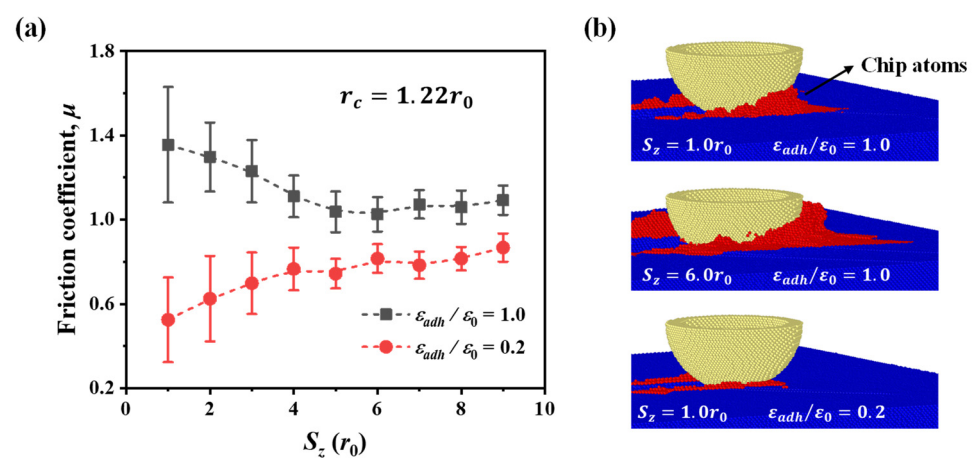 (a)
Friction coefficient, μ
1.8
1.4
1.0
0.6
0.2
r_c = 1.22r_0
ε_adh / ε_0 = 1.0
ε_adh / ε_0 = 0.2
0 2 4 6 8 10
S_z (r_0)
(b)
Chip atoms
S_z = 1.0r_0 ε_adh/ε_0 = 1.0
S_z = 6.0r_0 ε_adh/ε_0 = 1.0
S_z = 1.0r_0 ε_adh/ε_0 = 0.2